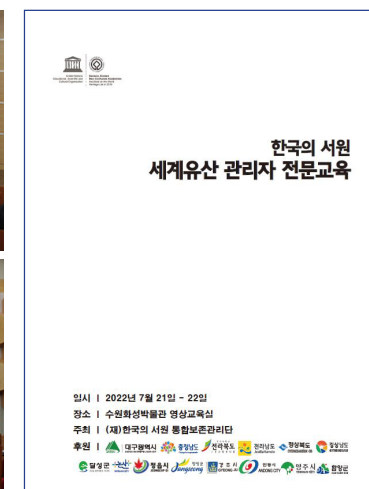 한국의 서원
세계유산 관리자 전문교육
일시 | 2022년 7월 21일 - 22일
장소 | 수원화성박물관 영상교육실
주최 | (재)한국의 서원 통합보존관리단
후원 | 대구광역시 충청남도 전라북도 전라남도 경상북도 경상남도
달성군 논산시 정읍시 장성군 경주시 안동시 영주시 함양군